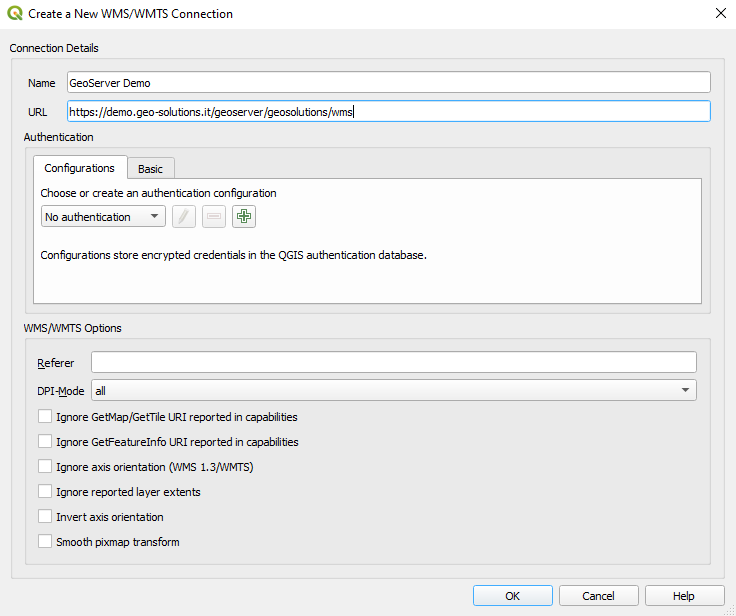 Create a New WMS/WMTS Connection
Connection Details
Name GeoServer Demo
URL https://demo.geo-solutions.it/geoserver/geosolutions/wms
Authentication
Configurations Basic
Choose or create an authentication configuration
No authentication
Configurations store encrypted credentials in the QGIS authentication database.
WMS/WMTS Options
Referer
DPI-Mode all
Ignore GetMap/GetTile URI reported in capabilities
Ignore GetFeatureInfo URI reported in capabilities
Ignore axis orientation (WMS 1.3/WMTS)
Ignore reported layer extents
Invert axis orientation
Smooth pixmap transform
OK Cancel Help